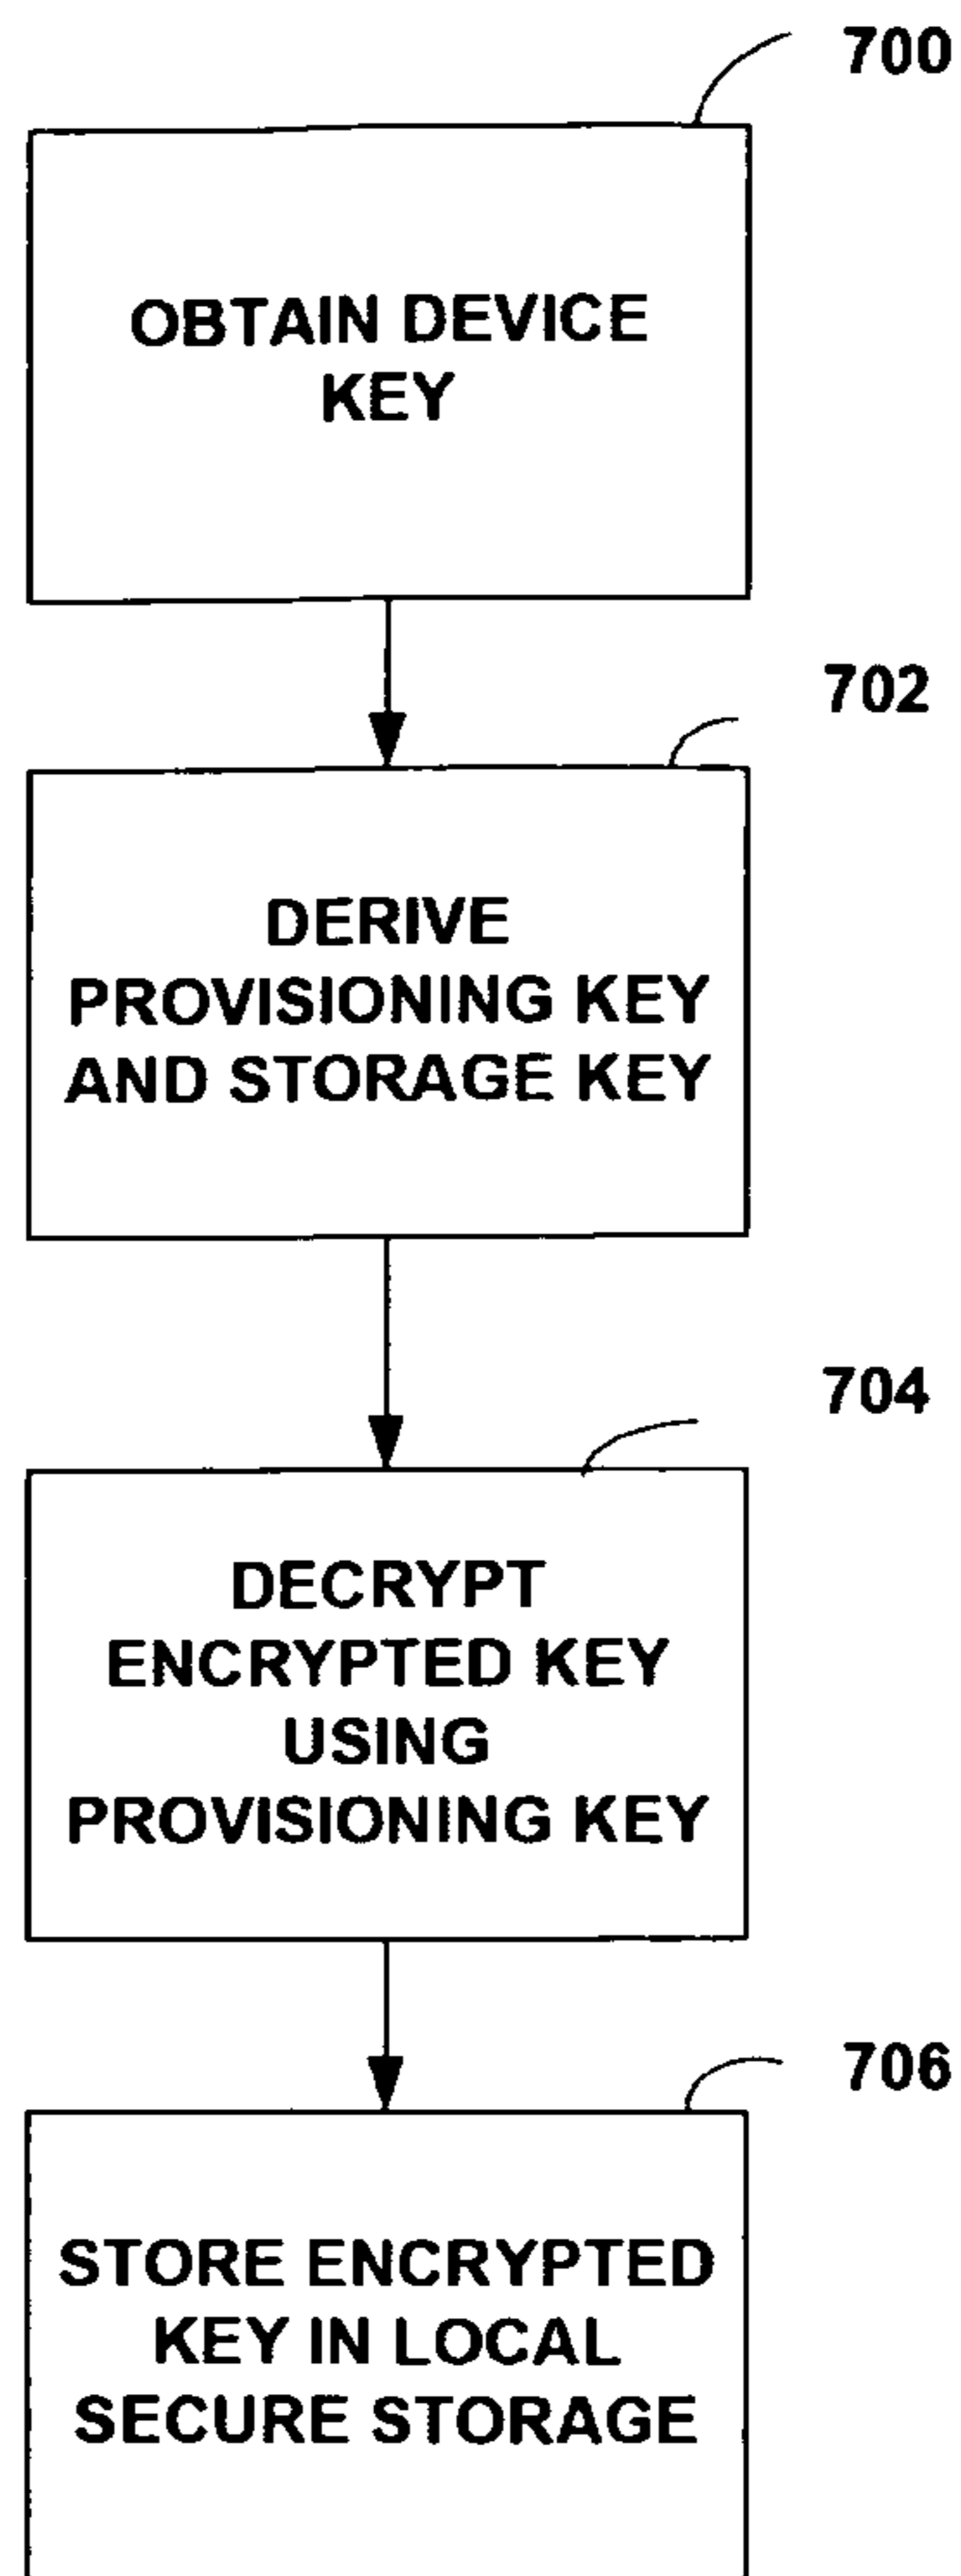 700
OBTAIN DEVICE
KEY
702
DERIVE
PROVISIONING KEY
AND STORAGE KEY
704
DECRYPT
ENCRYPTED KEY
USING
PROVISIONING KEY
706
STORE ENCRYPTED
KEY IN LOCAL
SECURE STORAGE